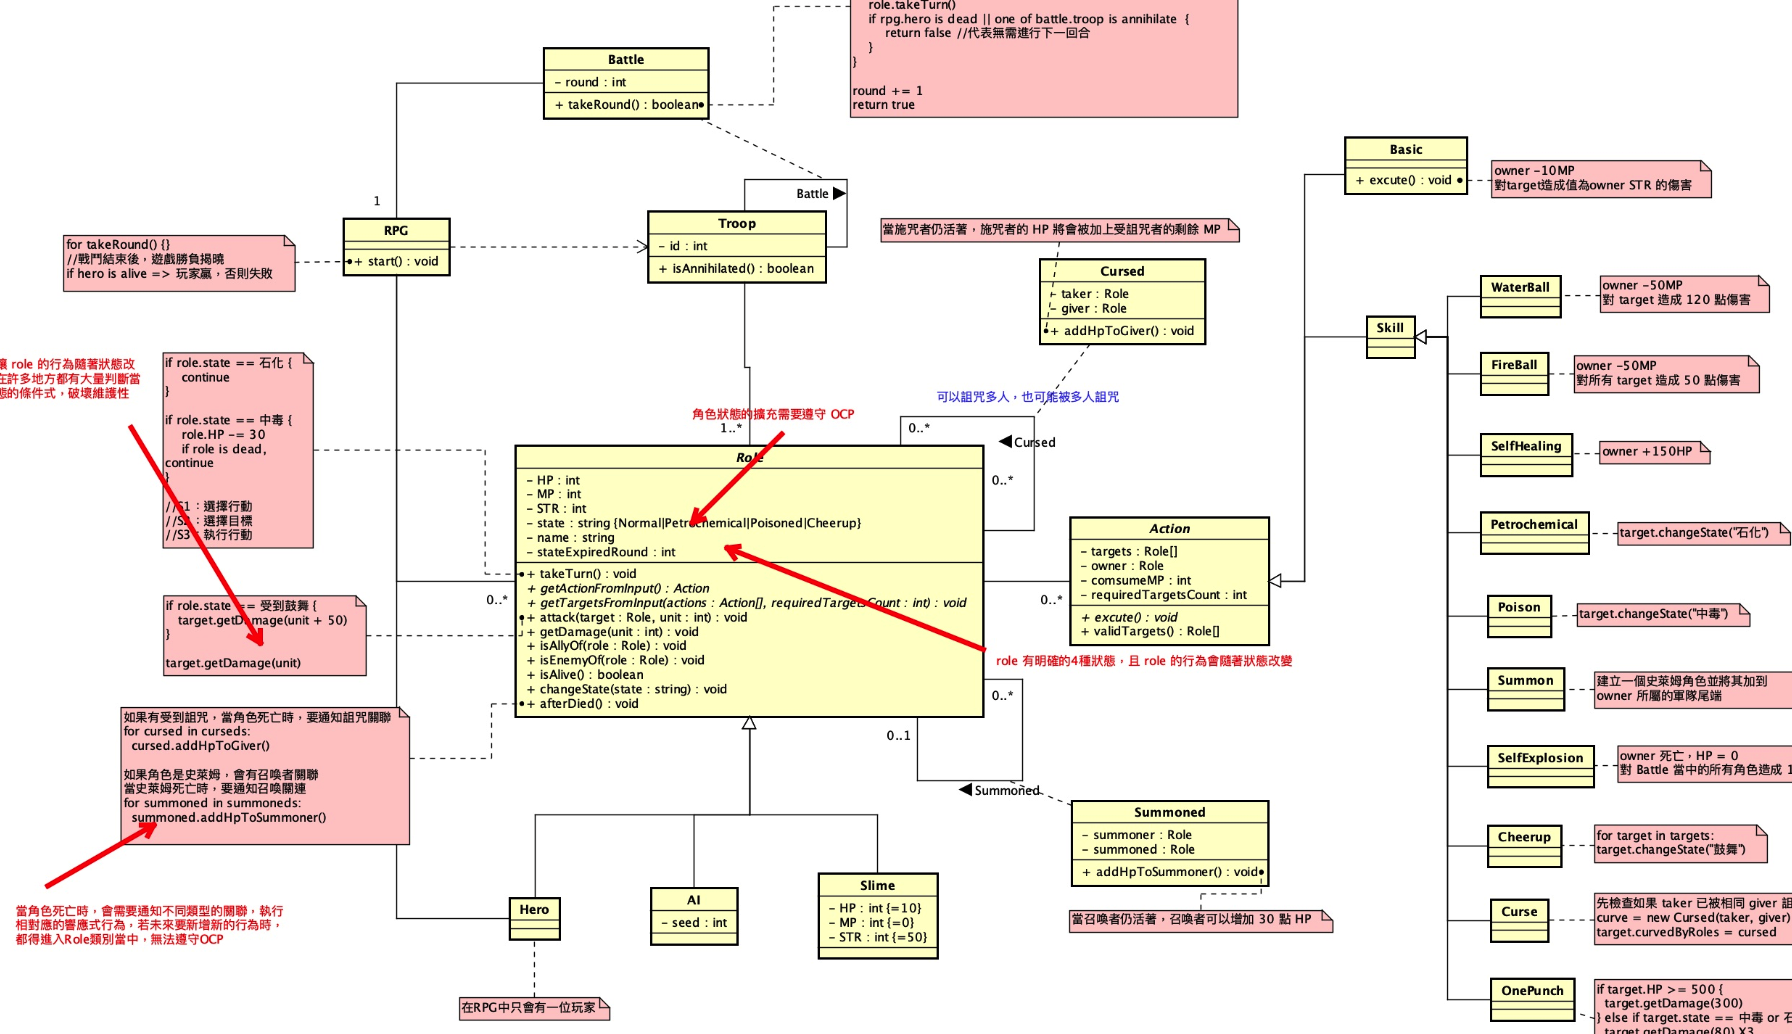 role.takeTurn()
if rpg.hero is dead || one of battle.troop is annihilate {
return false //代表無需進行下一回合
}
}
round += 1
return true
Battle
– round : int
+ takeRound() : boolean
Basic
+ excute() : void
owner -10MP
對target造成值為owner STR 的傷害
1
Battle
RPG
+ start() : void
for takeRound() {}
//戰鬥結束後，遊戲勝負揭曉
if hero is alive => 玩家贏，否則失敗
Troop
– id : int
+ isAnnihilated() : boolean
當施咒者仍活著，施咒者的 HP 將會被加上受詛咒者的剩餘 MP
Cursed
– taker : Role
– giver : Role
+ addHpToGiver() : void
WaterBall
owner -50MP
對 target 造成 120 點傷害
Skill
FireBall
owner -50MP
對所有 target 造成 50 點傷害
role 的行為隨著狀態改
在許多地方都有大量判斷當
態的條件式，破壞維護性
if role.state == 石化 {
continue
}
if role.state == 中毒 {
role.HP -= 30
if role is dead,
continue
}
//S1：選擇行動
//S2：選擇目標
//S3：執行行動
可以詛咒多人，也可能被多人詛咒
角色狀態的擴充需要遵守 OCP
1..*
0..*
Cursed
0..*
SelfHealing
owner +150HP
Role
– HP : int
– MP : int
– STR : int
– state : string {Normal|Petrochemical|Poisoned|Cheerup}
– name : string
– stateExpiredRound : int
+ takeTurn() : void
+ getActionFromInput() : Action
+ getTargetsFromInput(actions : Action[], requiredTargetsCount : int) : void
+ attack(target : Role, unit : int) : void
+ getDamage(unit : int) : void
+ isAllyOf(role : Role) : void
+ isEnemyOf(role : Role) : void
+ isAlive() : boolean
+ changeState(state : string) : void
+ afterDied() : void
0..*
0..*
Action
– targets : Role[]
– owner : Role
– comsumeMP : int
– requiredTargetsCount : int
+ excute() : void
+ validTargets() : Role[]
Petrochemical
target.changeState("石化")
Poison
target.changeState("中毒")
if role.state == 受到鼓舞 {
target.getDamage(unit + 50)
}
target.getDamage(unit)
role 有明確的4種狀態，且 role 的行為會隨著狀態改變
Summon
建立一個史萊姆角色並將其加到
owner 所屬的軍隊尾端
0..*
0..1
Summoned
如果有受到詛咒，當角色死亡時，要通知詛咒關聯
for cursed in curseds:
cursed.addHpToGiver()
如果角色是史萊姆，會有召喚者關聯
當史萊姆死亡時，要通知召喚關連
for summoned in summoneds:
summoned.addHpToSummoner()
SelfExplosion
owner 死亡，HP = 0
對 Battle 當中的所有角色造成 1
Summoned
– summoner : Role
– summoned : Role
+ addHpToSummoner() : void
當召喚者仍活著，召喚者可以增加 30 點 HP
Cheerup
for target in targets:
target.changeState("鼓舞")
當角色死亡時，會需要通知不同類型的關聯，執行
相對應的響應式行為，若未來要新增新的行為時，
都得進入Role類別當中，無法遵守OCP
Hero
AI
– seed : int
Slime
– HP : int {=10}
– MP : int {=0}
– STR : int {=50}
Curse
先檢查如果 taker 已被相同 giver 詛
curve = new Cursed(taker, giver)
target.curvedByRoles = cursed
在RPG中只會有一位玩家
OnePunch
if target.HP >= 500 {
target.getDamage(300)
} else if target.state == 中毒 or
target.getDamage(80) X3